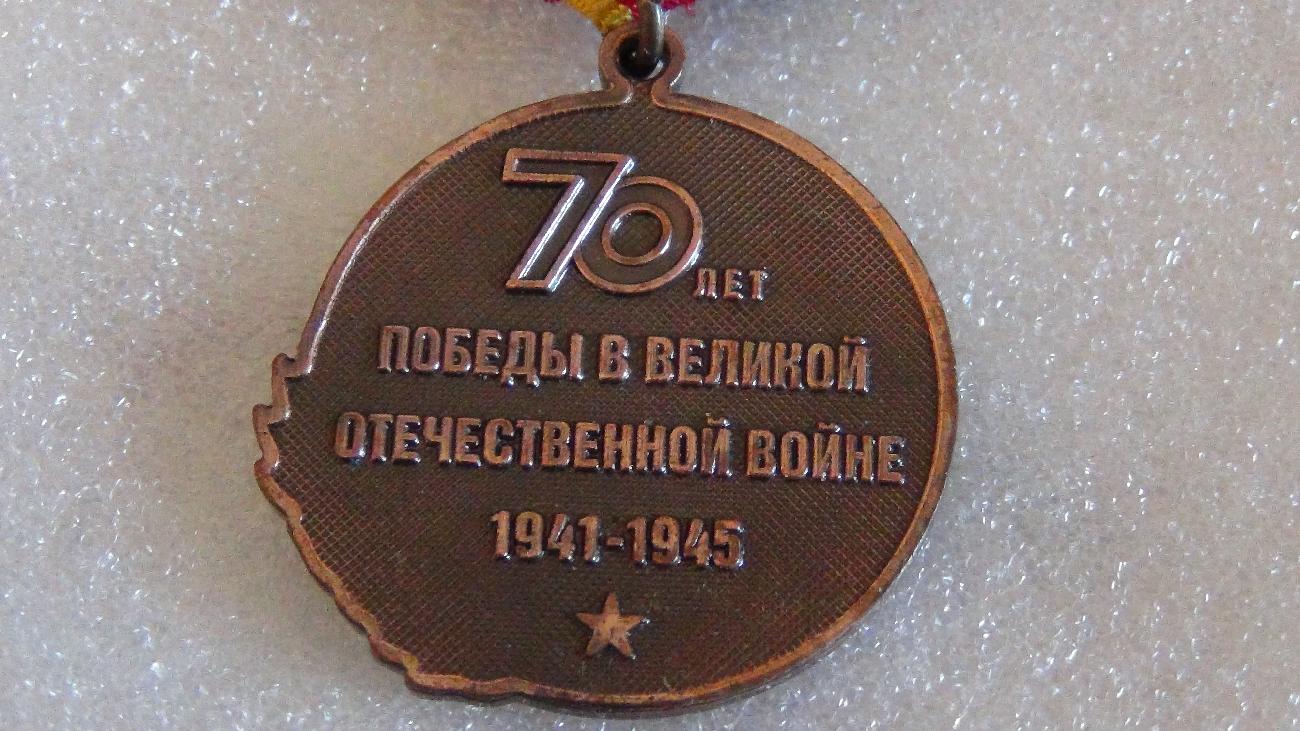 70 ЛЕТ
ПОБЕДЫ В ВЕЛИКОЙ
ОТЕЧЕСТВЕННОЙ ВОЙНЕ
1941-1945